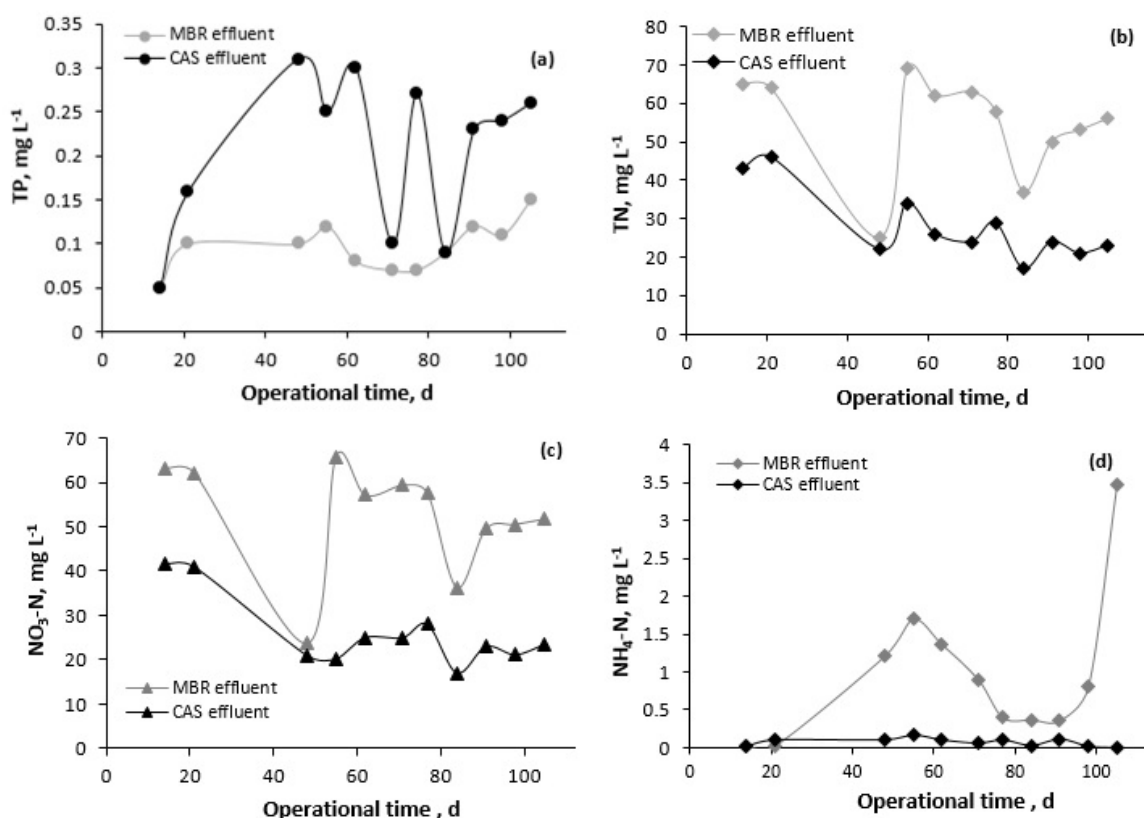 MBR effluent
CAS effluent
(a)
TP, mg L⁻¹
0.35
0.3
0.25
0.2
0.15
0.1
0.05
0
0 20 40 60 80 100
Operational time, d
MBR effluent
CAS effluent
(b)
TN, mg L⁻¹
80
70
60
50
40
30
20
10
0
0 20 40 60 80 100
Operational time, d
(c)
NO₃-N, mg L⁻¹
70
60
50
40
30
20
10
0
MBR effluent
CAS effluent
0 20 40 60 80 100
Operational time , d
MBR effluent
CAS effluent
(d)
NH₄-N, mg L⁻¹
4
3.5
3
2.5
2
1.5
1
0.5
0
0 20 40 60 80 100
Operational time , d